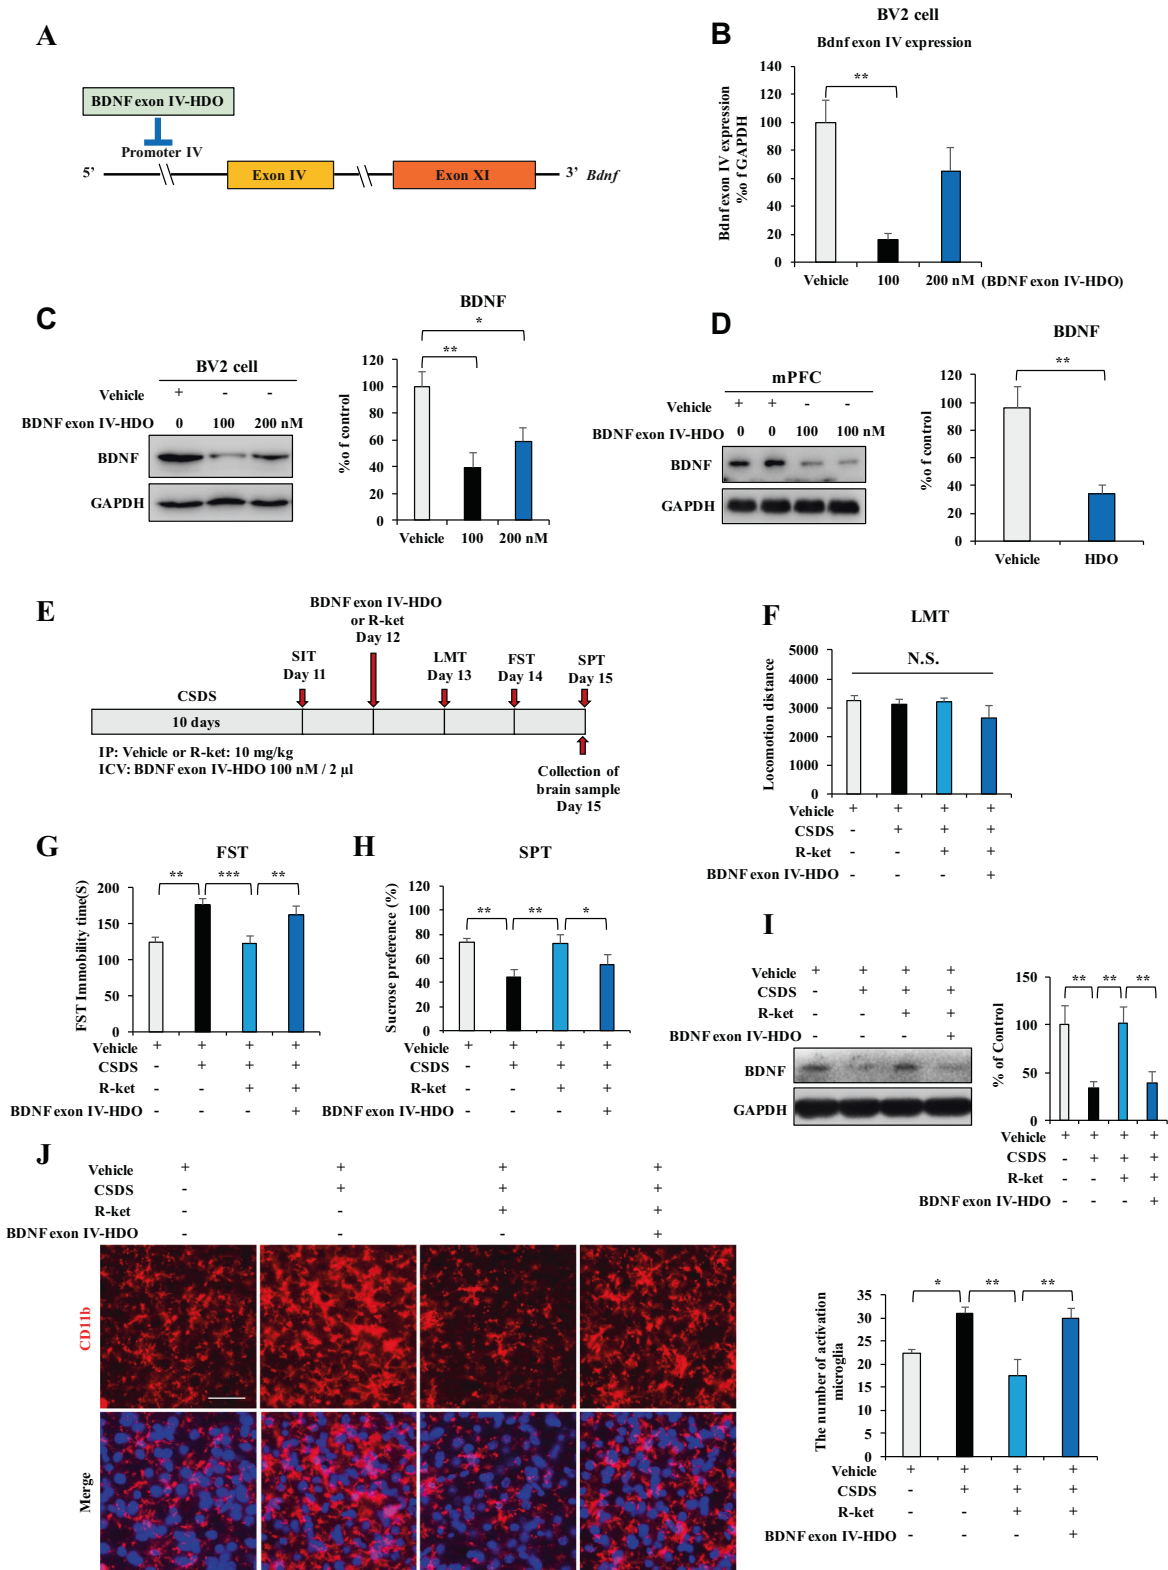 A
BDNF exon IV-HDO
Promoter IV
5’
Exon IV
Exon XI
3’ Bdnf
B
BV2 cell
Bdnf exon IV expression
Bdnf exon IV expression
%o f GAPDH
140
120
100
80
60
40
20
0
**
Vehicle 100 200 nM (BDNF exon IV-HDO)
C
BV2 cell
Vehicle + - -
BDNF exon IV-HDO 0 100 200 nM
BDNF
GAPDH
BDNF
*
**
%o f control
120
100
80
60
40
20
0
Vehicle 100 200 nM
D
mPFC
Vehicle + + - -
BDNF exon IV-HDO 0 0 100 100 nM
BDNF
GAPDH
BDNF
**
%o f control
120
100
80
60
40
20
0
Vehicle HDO
E
BDNF exon IV-HDO
or R-ket
Day 12
SIT
Day 11
LMT
Day 13
FST
Day 14
SPT
Day 15
CSDS
10 days
IP: Vehicle or R-ket: 10 mg/kg
ICV: BDNF exon IV-HDO 100 nM / 2 µl
Collection of
brain sample
Day 15
F
LMT
N.S.
Locomotion distance
5000
4000
3000
2000
1000
0
Vehicle + + + +
CSDS - + + +
R-ket - - + +
BDNF exon IV-HDO - - - +
G
FST
** *** **
FST Immobility time(S)
200
150
100
50
0
Vehicle + + + +
CSDS - + + +
R-ket - - + +
BDNF exon IV-HDO - - - +
H
SPT
** ** *
Sucrose preference (%)
120
100
80
60
40
20
0
Vehicle + + + +
CSDS - + + +
R-ket - - + +
BDNF exon IV-HDO - - - +
I
Vehicle + + + +
CSDS - + + +
R-ket - - + +
BDNF exon IV-HDO - - - +
BDNF
GAPDH
** ** **
% of Control
150
100
50
0
Vehicle + + + +
CSDS - + + +
R-ket - - + +
BDNF exon IV-HDO - - - +
J
Vehicle + + + +
CSDS - + + +
R-ket - - + +
BDNF exon IV-HDO - - - +
CD11b
Merge
* ** **
The number of activation
microglia
35
30
25
20
15
10
5
0
Vehicle + + + +
CSDS - + + +
R-ket - - + +
BDNF exon IV-HDO - - - +